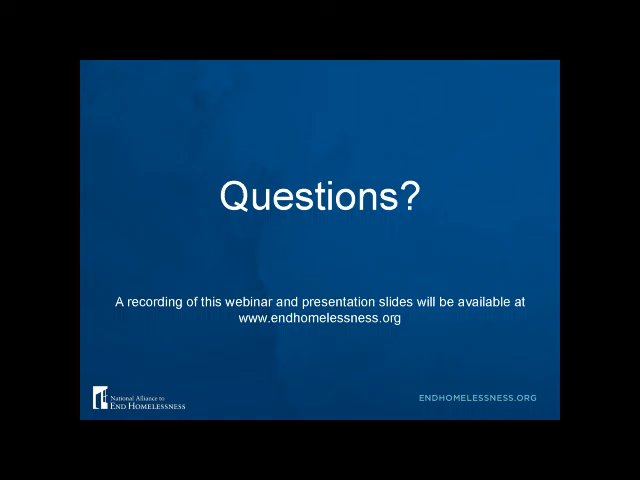 Questions?
A recording of this webinar and presentation slides will be available at
www.endhomelessness.org
National Alliance to
END HOMELESSNESS
ENDHOMELESSNESS.ORG